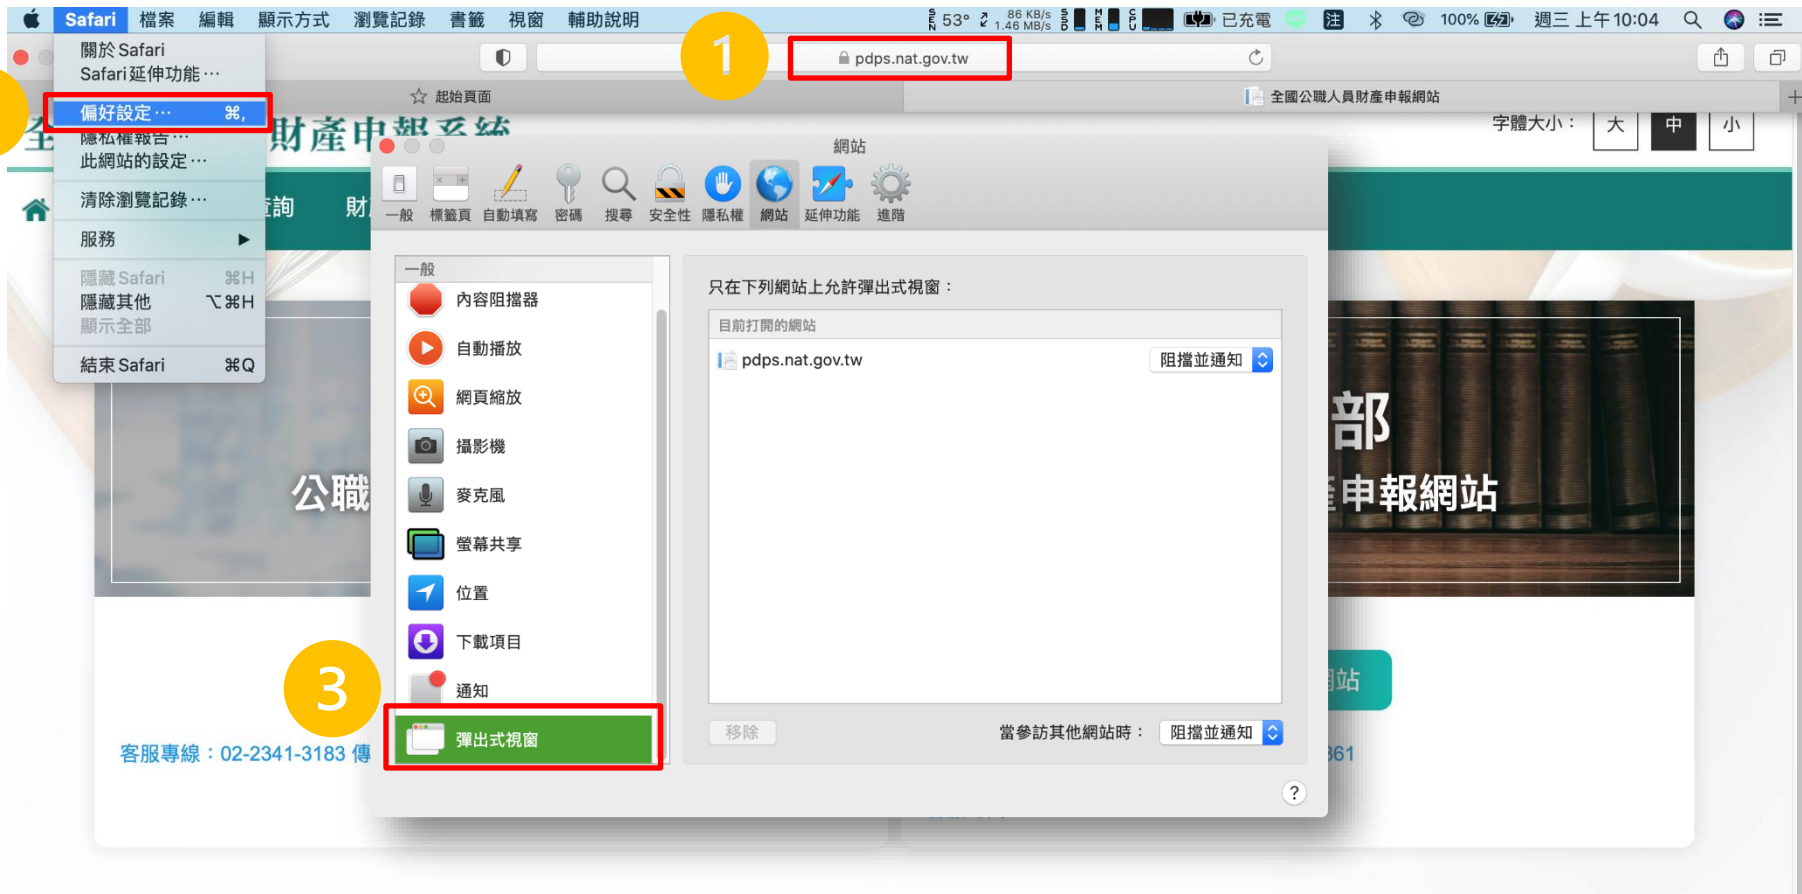 Safari 檔案 編輯 顯示方式 瀏覽記錄 書籤 視窗 輔助說明 53° 86 KB/s 1.46 MB/s 已充電 注 100% 週三 上午10:04
關於 Safari
Safari 延伸功能…
偏好設定… ⌘,
隱私權報告…
此網站的設定…
清除瀏覽記錄…
服務 ▶
隱藏 Safari ⌘H
隱藏其他 ⌥⌘H
顯示全部
結束 Safari ⌘Q
1
pdps.nat.gov.tw
起始頁面
全國公職人員財產申報網站
全
財產申報系統
字體大小： 大 中 小
詢
財
網站
一般 標籤頁 自動填寫 密碼 搜尋 安全性 隱私權 網站 延伸功能 進階
一般
內容阻擋器
自動播放
網頁縮放
攝影機
麥克風
螢幕共享
位置
下載項目
通知
彈出式視窗
3
只在下列網站上允許彈出式視窗：
目前打開的網站
pdps.nat.gov.tw 阻擋並通知
移除
當參訪其他網站時： 阻擋並通知
?
公職
部
產申報網站
站
客服專線：02-2341-3183 傳
361